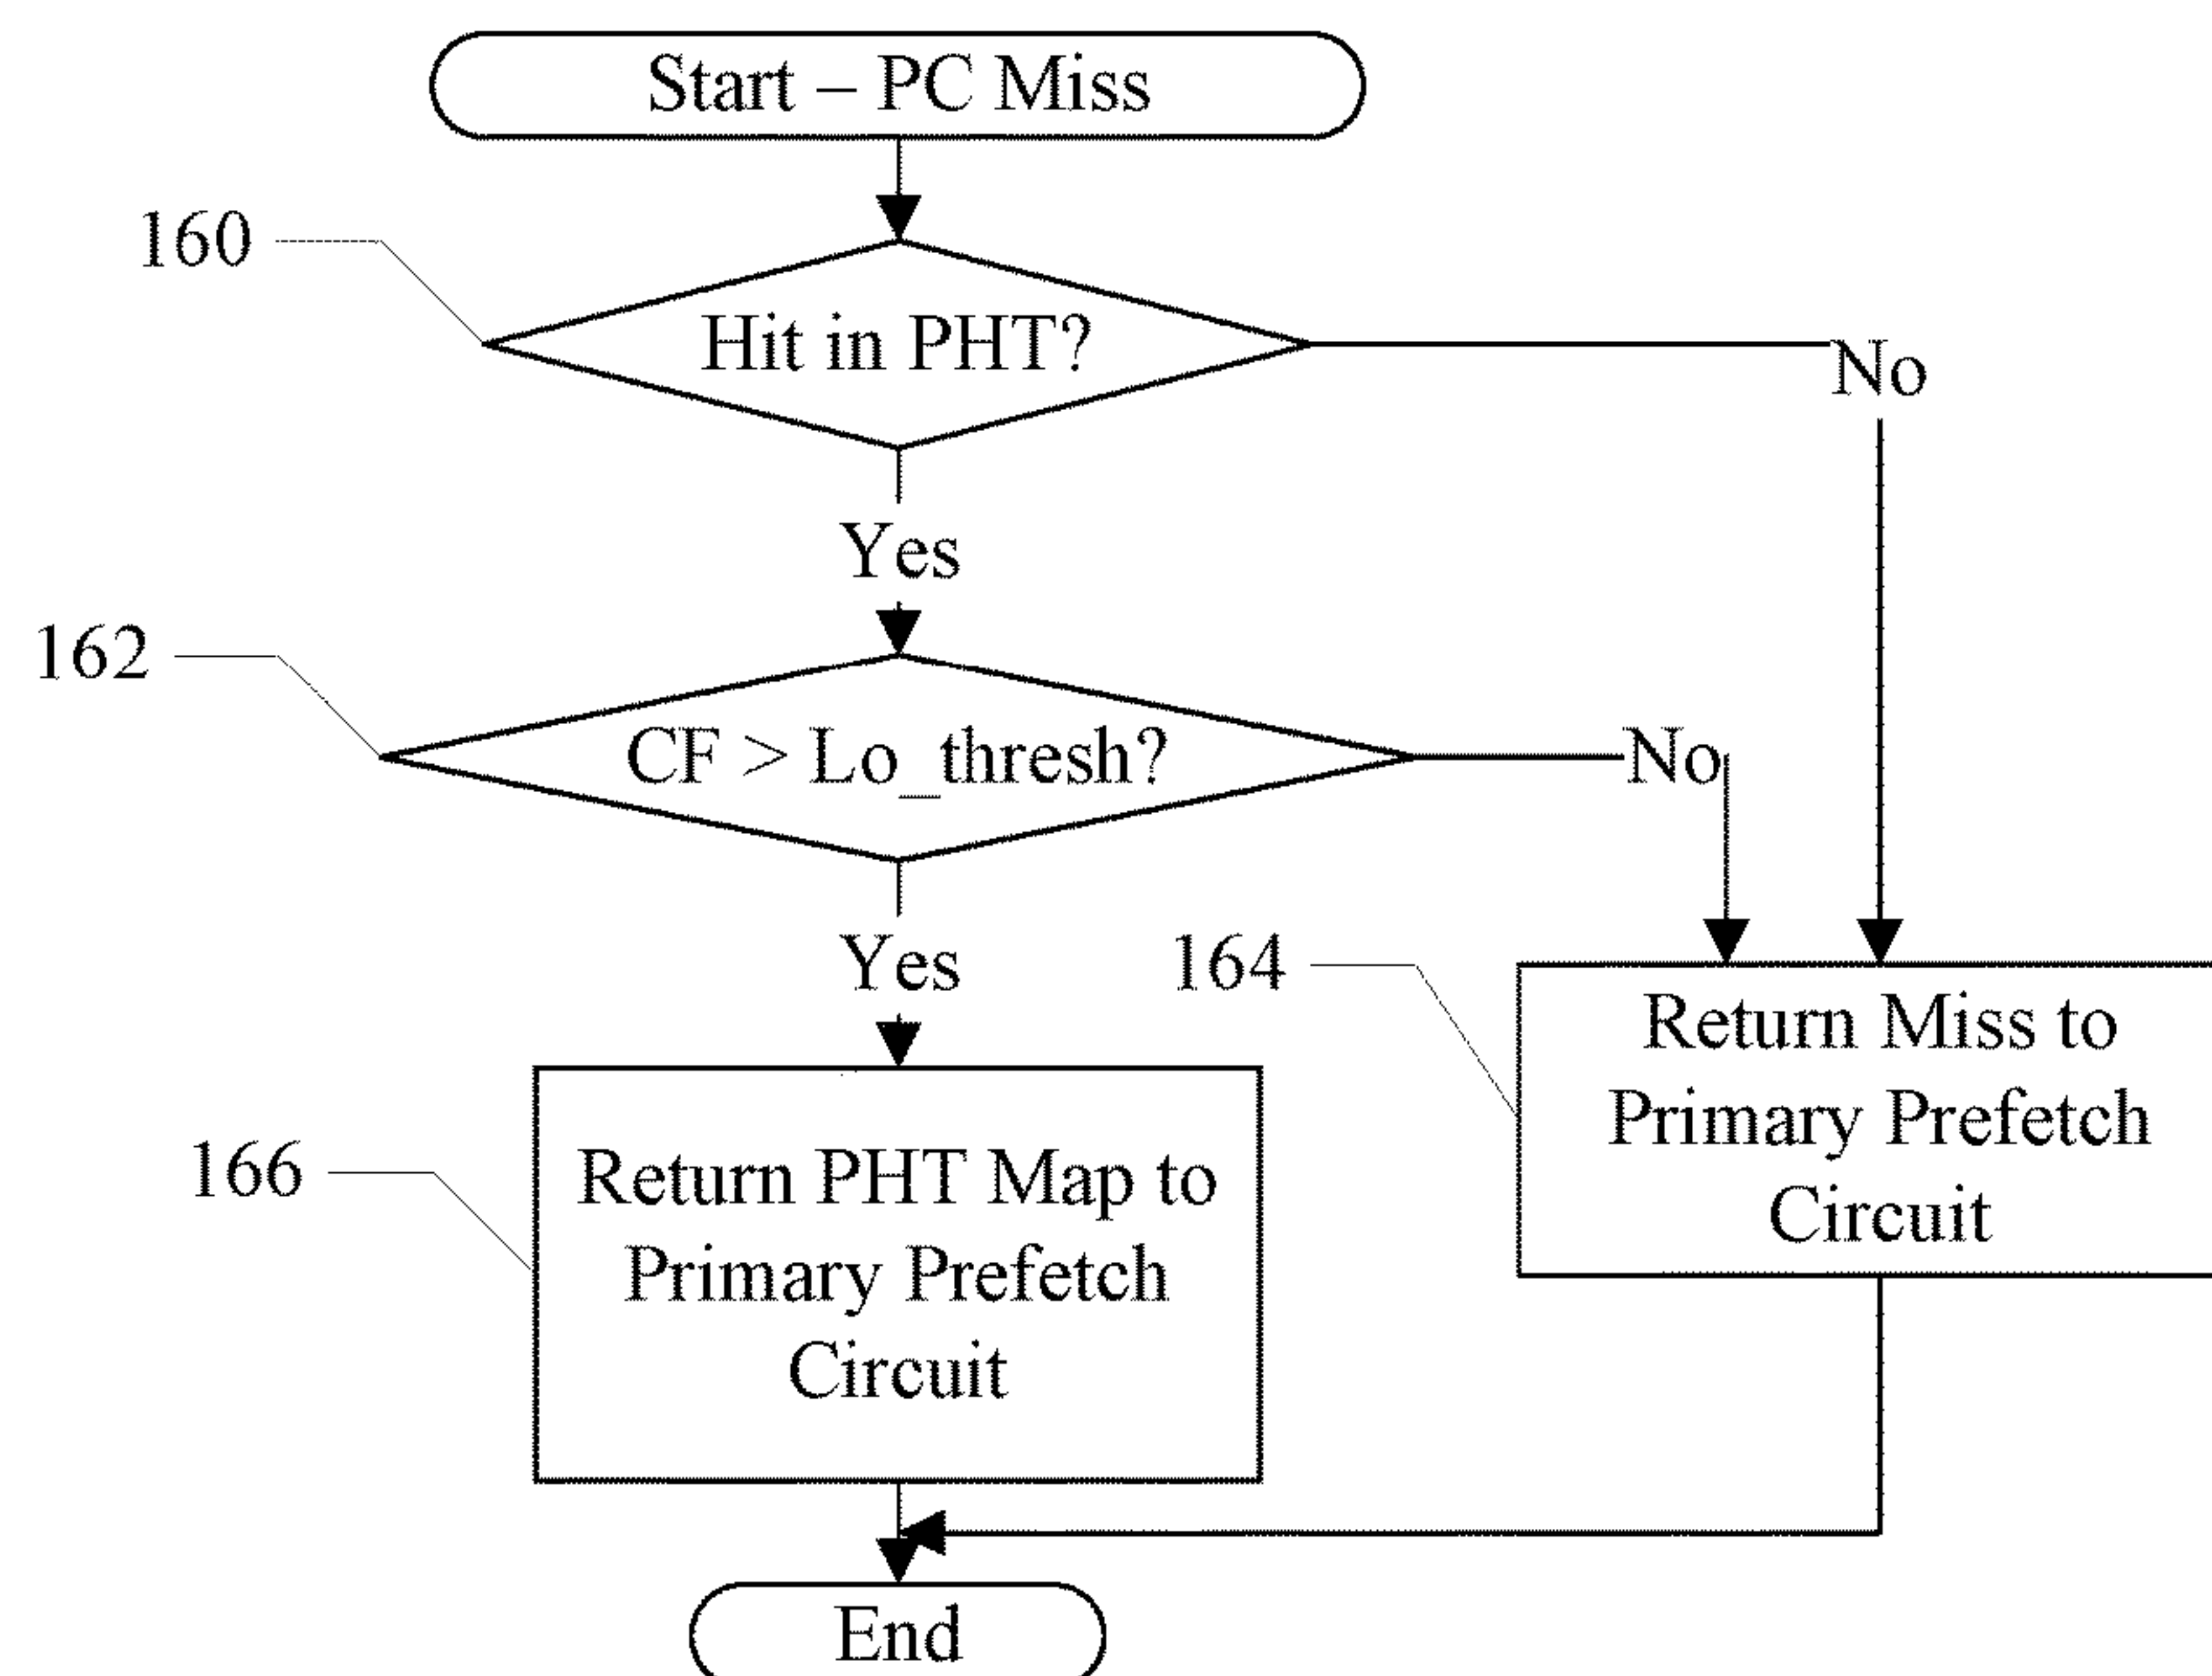 Start – PC Miss
160
Hit in PHT?
No
Yes
162
CF > Lo_thresh?
No
Yes
164
Return Miss to
Primary Prefetch
Circuit
166
Return PHT Map to
Primary Prefetch
Circuit
End